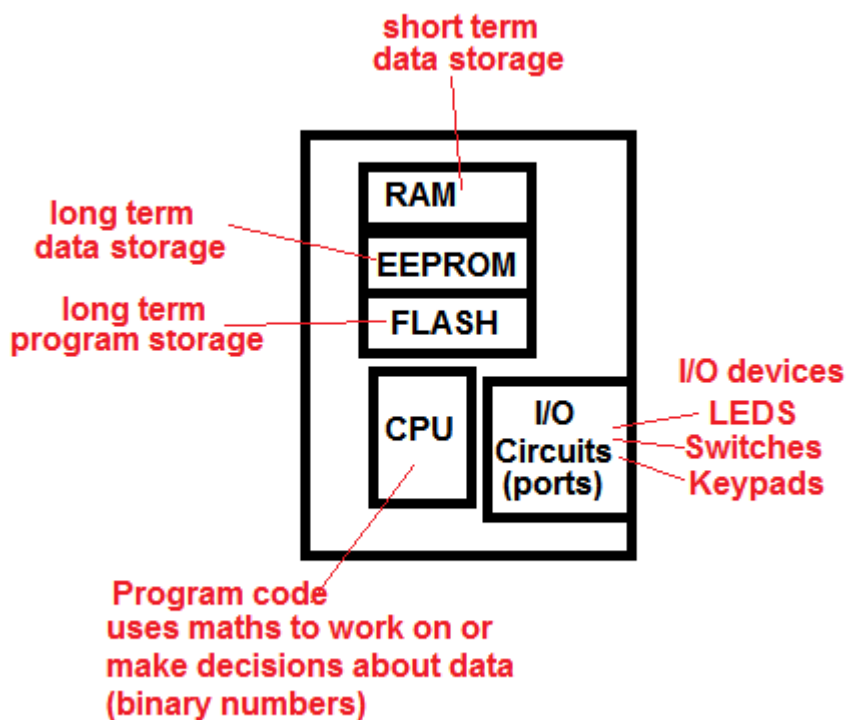 short term
data storage
RAM
long term
data storage
EEPROM
long term
program storage
FLASH
I/O devices
CPU
I/O
Circuits
(ports)
LEDS
Switches
Keypads
Program code
uses maths to work on or
make decisions about data
(binary numbers)